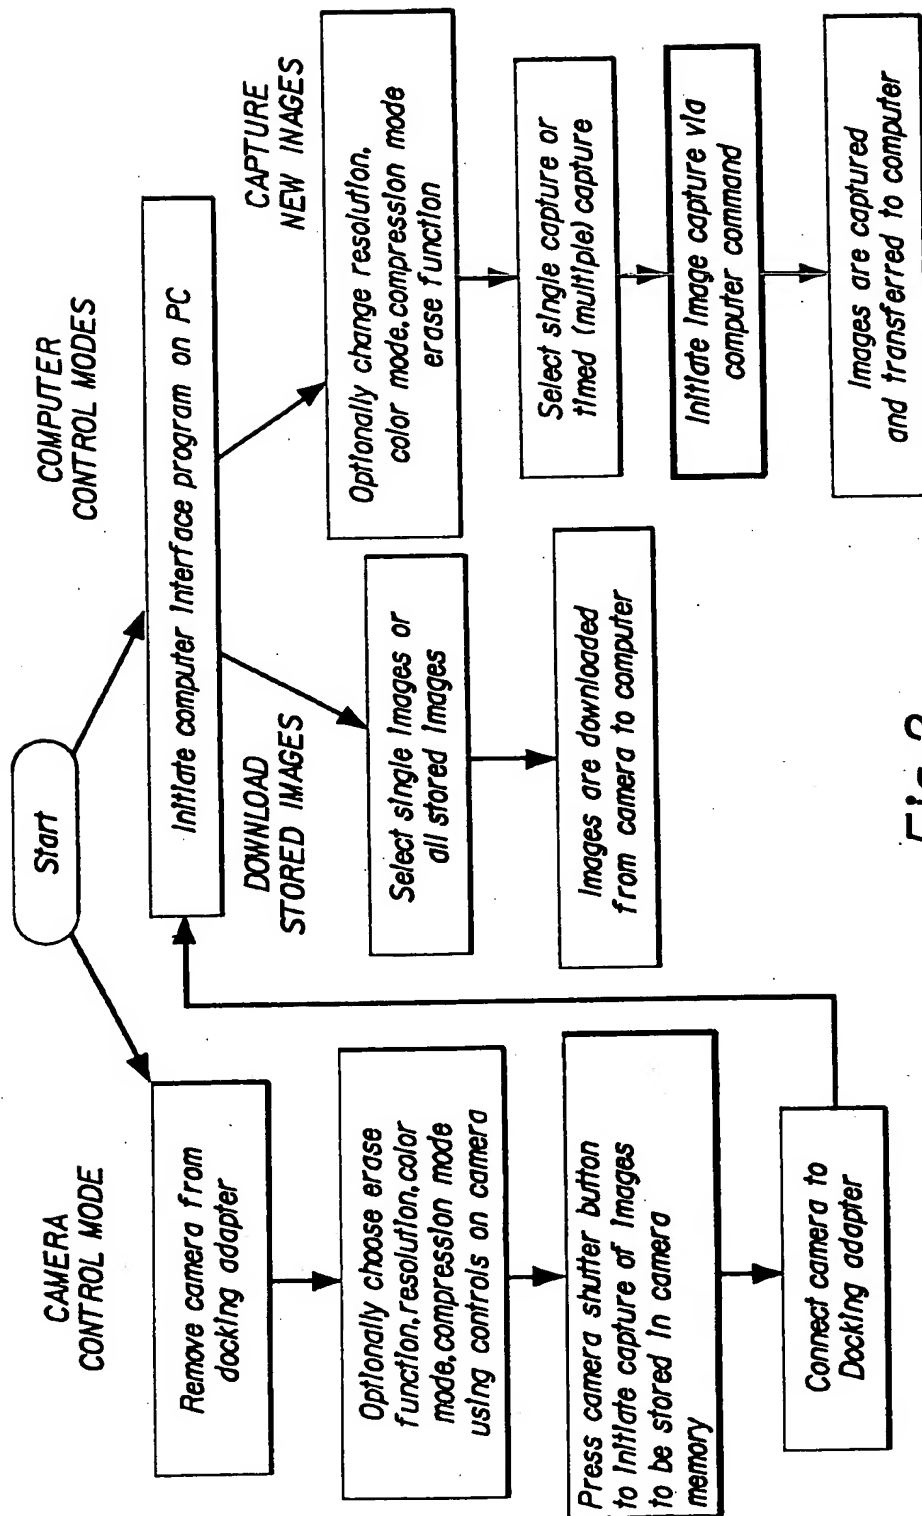 Start
CAMERA
CONTROL MODE
COMPUTER
CONTROL MODES
Remove camera from
docking adapter
Optionally choose erase
function,resolution,color
mode,compression mode
using controls on camera
Press camera shutter button
to initiate capture of images
to be stored in camera
memory
Connect camera to
Docking adapter
Initiate computer interface program on PC
DOWNLOAD
STORED IMAGES
Select single images or
all stored images
Images are downloaded
from camera to computer
CAPTURE
NEW INAGES
Optionally change resolution,
color mode,compression mode
erase function
Select single capture or
timed (multiple) capture
Initiate image capture via
computer command
Images are captured
and transferred to computer